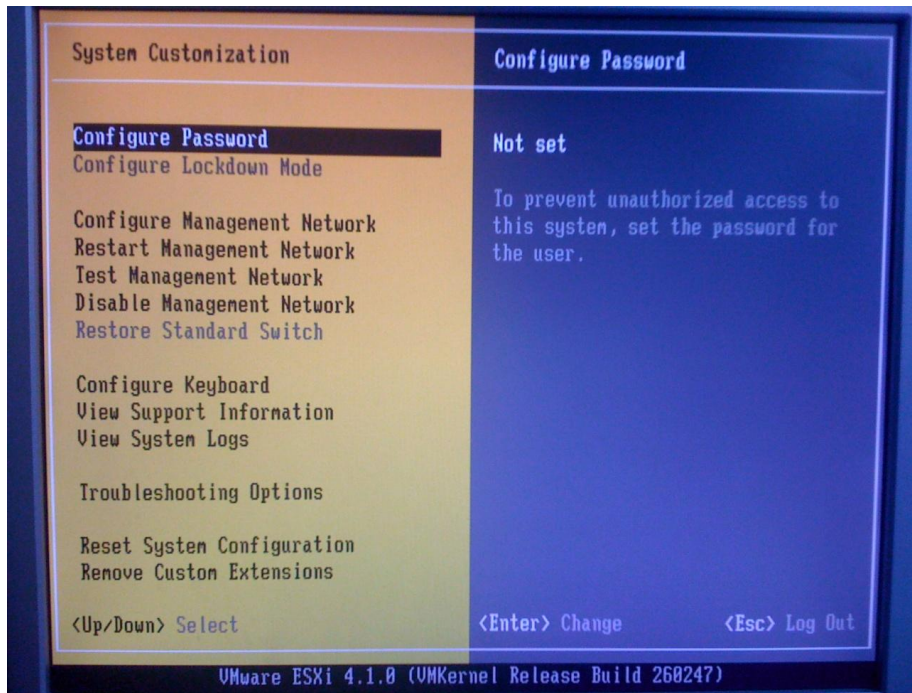 System Customization
Configure Password
Configure Password
Configure Lockdown Mode
Configure Management Network
Restart Management Network
Test Management Network
Disable Management Network
Restore Standard Switch
Configure Keyboard
View Support Information
View System Logs
Troubleshooting Options
Reset System Configuration
Remove Custom Extensions
<Up/Down> Select
Not set
To prevent unauthorized access to
this system, set the password for
the user.
<Enter> Change <Esc> Log Out
VMware ESXi 4.1.0 (VMKernel Release Build 260247)